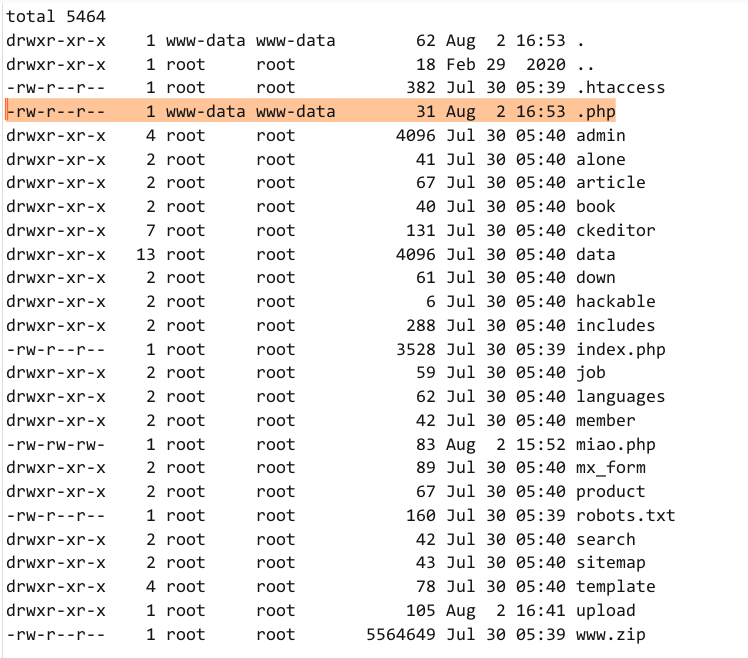 total 5464
drwxr-xr-x    1 www-data www-data        62 Aug  2 16:53 .
drwxr-xr-x    1 root     root            18 Feb 29  2020 ..
-rw-r--r--    1 root     root           382 Jul 30 05:39 .htaccess
-rw-r--r--    1 www-data www-data        31 Aug  2 16:53 .php
drwxr-xr-x    4 root     root          4096 Jul 30 05:40 admin
drwxr-xr-x    2 root     root            41 Jul 30 05:40 alone
drwxr-xr-x    2 root     root            67 Jul 30 05:40 article
drwxr-xr-x    2 root     root            40 Jul 30 05:40 book
drwxr-xr-x    7 root     root           131 Jul 30 05:40 ckeditor
drwxr-xr-x   13 root     root          4096 Jul 30 05:40 data
drwxr-xr-x    2 root     root            61 Jul 30 05:40 down
drwxr-xr-x    2 root     root             6 Jul 30 05:40 hackable
drwxr-xr-x    2 root     root           288 Jul 30 05:40 includes
-rw-r--r--    1 root     root          3528 Jul 30 05:39 index.php
drwxr-xr-x    2 root     root            59 Jul 30 05:40 job
drwxr-xr-x    2 root     root            62 Jul 30 05:40 languages
drwxr-xr-x    2 root     root            42 Jul 30 05:40 member
-rw-rw-rw-    1 root     root            83 Aug  2 15:52 miao.php
drwxr-xr-x    2 root     root            89 Jul 30 05:40 mx_form
drwxr-xr-x    2 root     root            67 Jul 30 05:40 product
-rw-r--r--    1 root     root           160 Jul 30 05:39 robots.txt
drwxr-xr-x    2 root     root            42 Jul 30 05:40 search
drwxr-xr-x    2 root     root            43 Jul 30 05:40 sitemap
drwxr-xr-x    4 root     root            78 Jul 30 05:40 template
drwxr-xr-x    1 root     root           105 Aug  2 16:41 upload
-rw-r--r--    1 root     root       5564649 Jul 30 05:39 www.zip